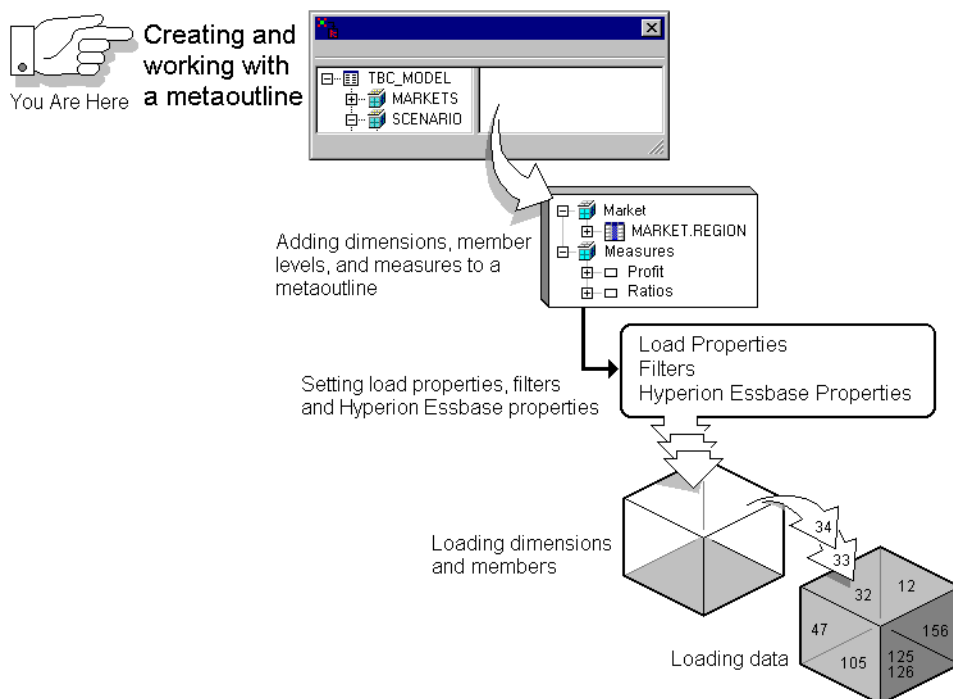 Creating and
working with
a metaoutline
You Are Here
TBC_MODEL
MARKETS
SCENARIO
Market
MARKET.REGION
Measures
Profit
Ratios
Adding dimensions, member
levels, and measures to a
metaoutline
Load Properties
Filters
Hyperion Essbase Properties
Setting load properties, filters
and Hyperion Essbase properties
Loading dimensions
and members
34
33
32
12
47
156
105
125
126
Loading data